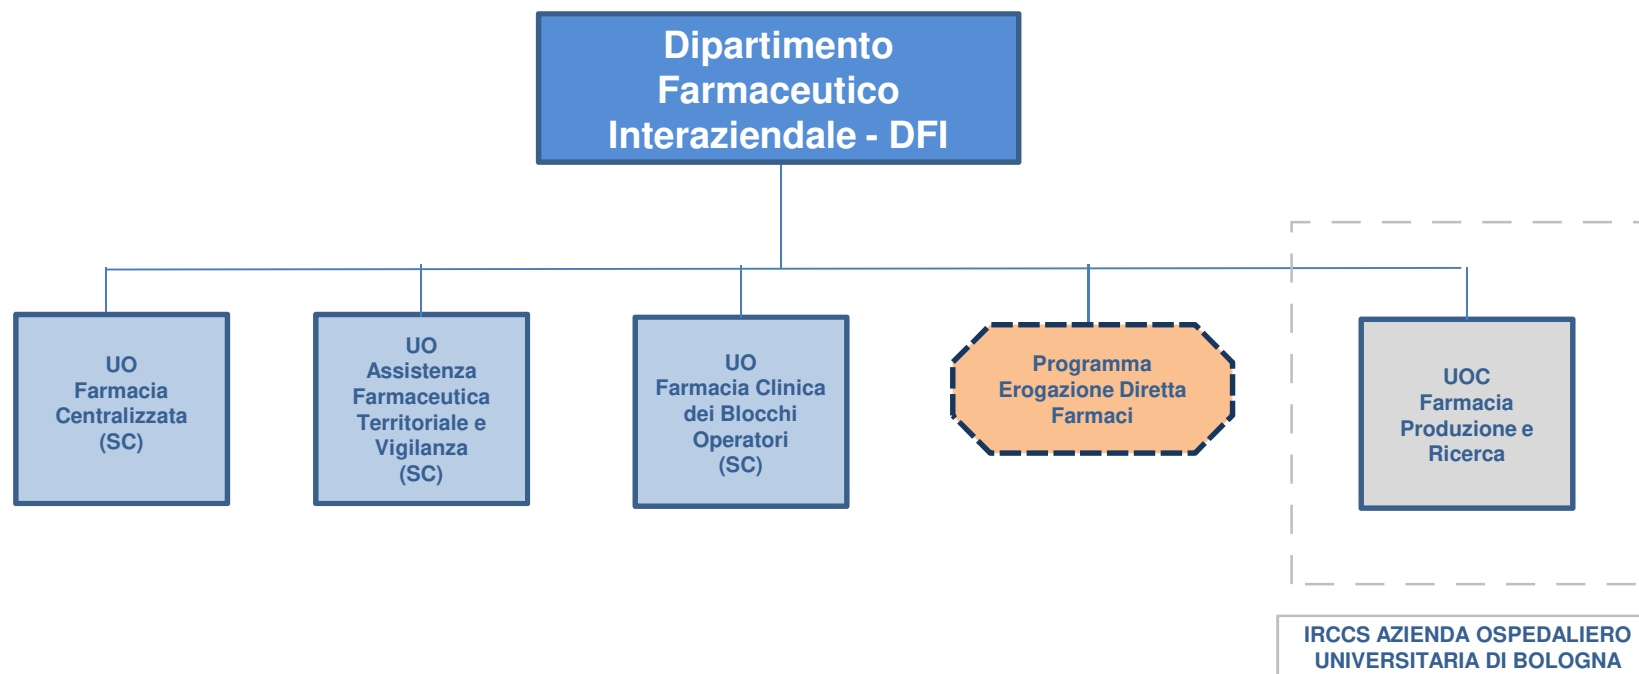 Dipartimento
Farmaceutico
Interaziendale - DFI
UO
Farmacia
Centralizzata
(SC)
UO
Assistenza
Farmaceutica
Territoriale e
Vigilanza
(SC)
UO
Farmacia Clinica
dei Blocchi
Operatori
(SC)
Programma
Erogazione Diretta
Farmaci
UOC
Farmacia
Produzione e
Ricerca
IRCCS AZIENDA OSPEDALIERO
UNIVERSITARIA DI BOLOGNA